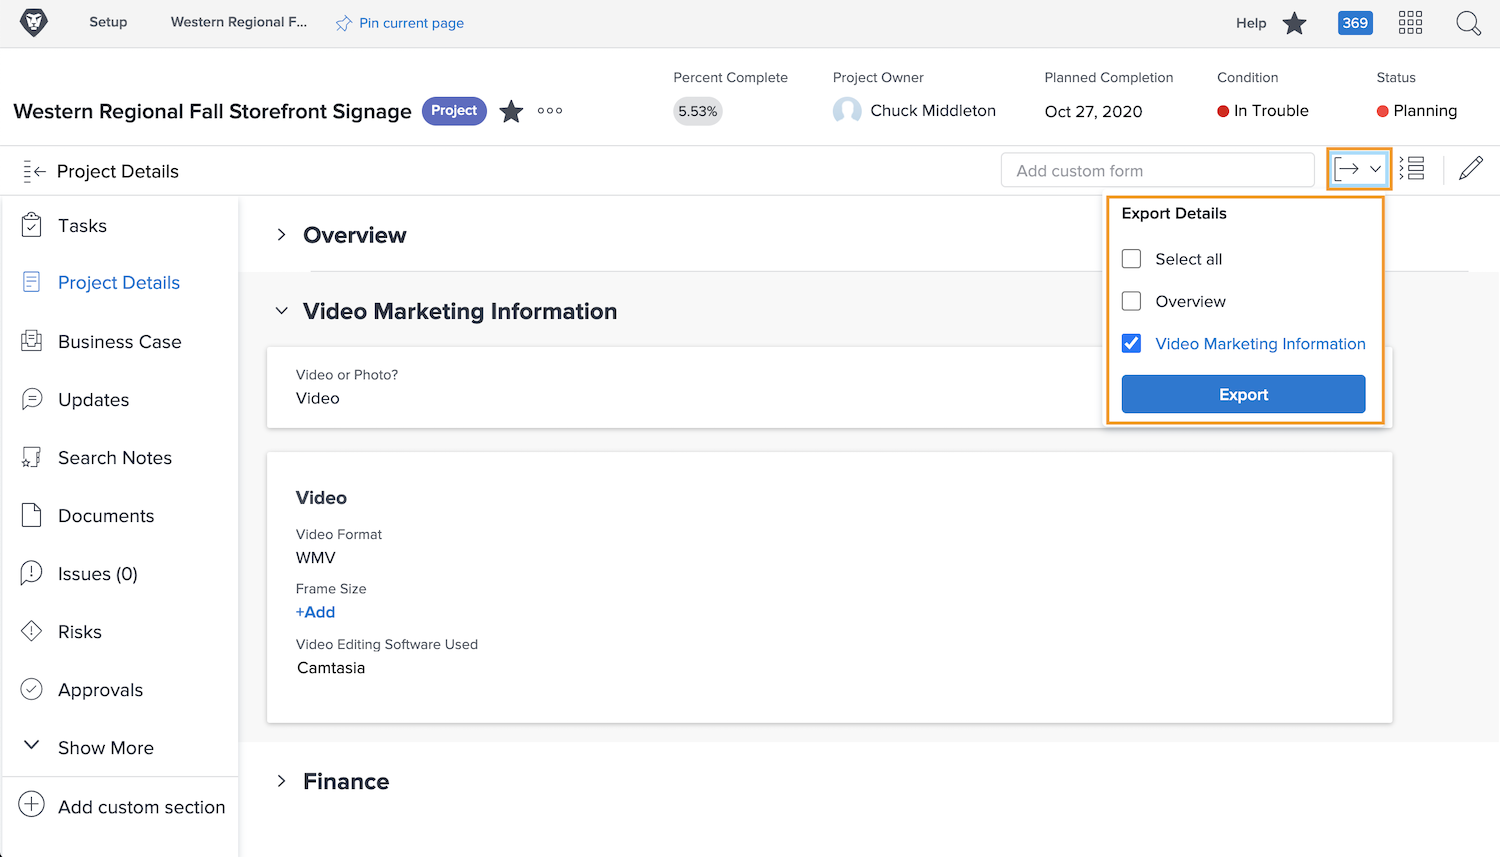 Setup
Western Regional F...
Pin current page
Help
369
Percent Complete
Project Owner
Planned Completion
Condition
Status
Western Regional Fall Storefront Signage
Project
5.53%
Chuck Middleton
Oct 27, 2020
In Trouble
Planning
Project Details
Add custom form
Tasks
Project Details
Business Case
Updates
Search Notes
Documents
Issues (0)
Risks
Approvals
Show More
Add custom section
Overview
Video Marketing Information
Video or Photo?
Video
Video
Video Format
WMV
Frame Size
+Add
Video Editing Software Used
Camtasia
Finance
Export Details
Select all
Overview
Video Marketing Information
Export